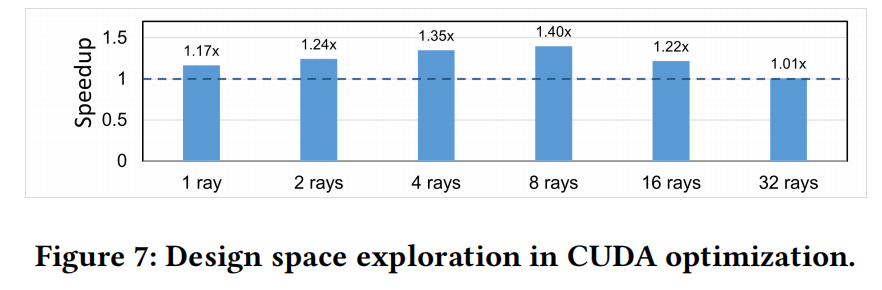 Speedup
1.5
1
0.5
0
1.17x
1.24x
1.35x
1.40x
1.22x
1.01x
1 ray
2 rays
4 rays
8 rays
16 rays
32 rays
Figure 7: Design space exploration in CUDA optimization.